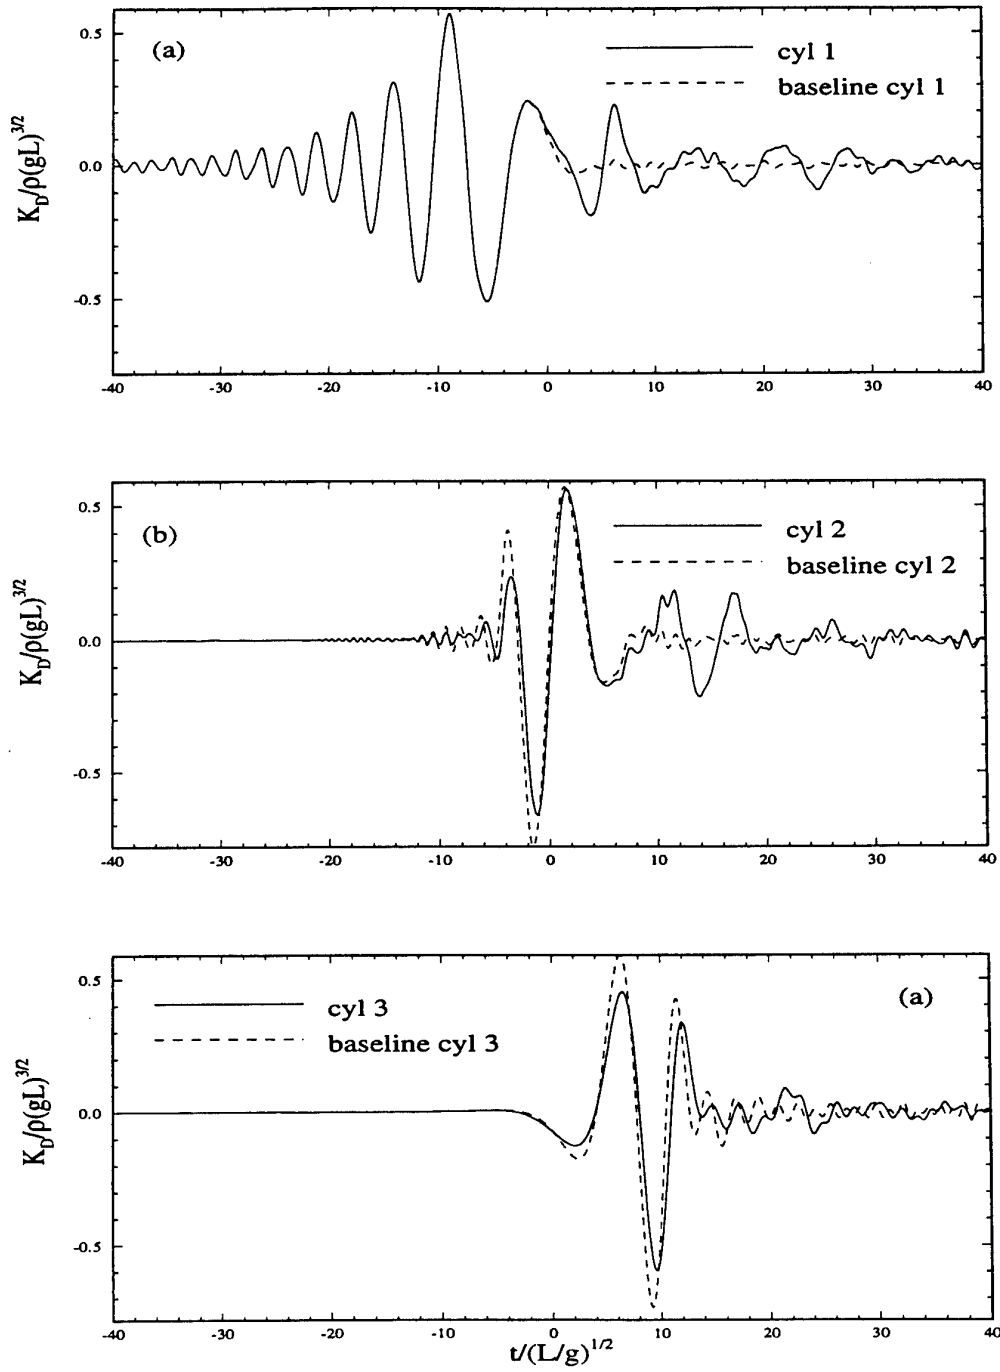 (a)
cyl 1
baseline cyl 1
K_D/ρ(gL)^3/2
0.5
0.0
-0.5
-40 -30 -20 -10 0 10 20 30 40
(b)
cyl 2
baseline cyl 2
K_D/ρ(gL)^3/2
0.5
0.0
-0.5
-40 -30 -20 -10 0 10 20 30 40
cyl 3
(a)
baseline cyl 3
K_D/ρ(gL)^3/2
0.5
0.0
-0.5
-40 -30 -20 -10 0 10 20 30 40
t/(L/g)^1/2